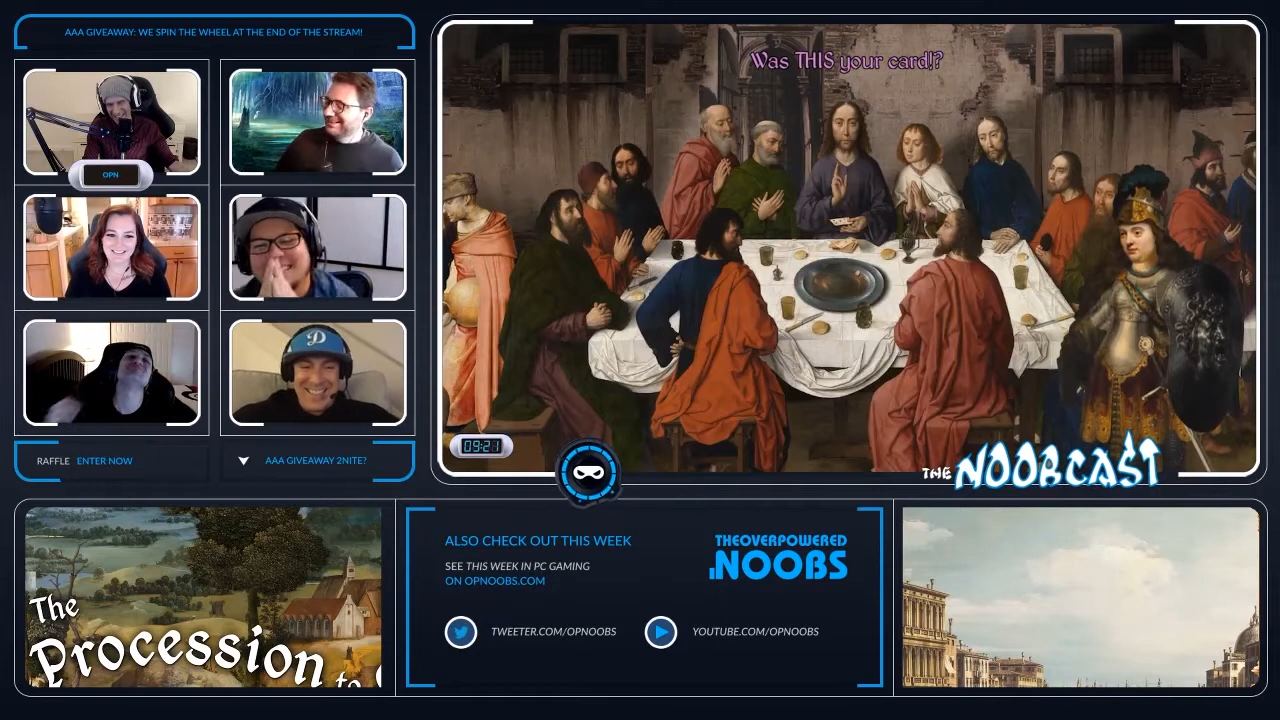 AAA GIVEAWAY: WE SPIN THE WHEEL AT THE END OF THE STREAM!
OPN
D
RAFFLE ENTER NOW
AAA GIVEAWAY 2NITE?
Was THIS your card!?
09:21
THE NOOBCAST
The
Procession to
ALSO CHECK OUT THIS WEEK
SEE THIS WEEK IN PC GAMING
ON OPNOOBS.COM
THEOVERPOWERED
.NOOBS
TWEETER.COM/OPNOOBS
YOUTUBE.COM/OPNOOBS